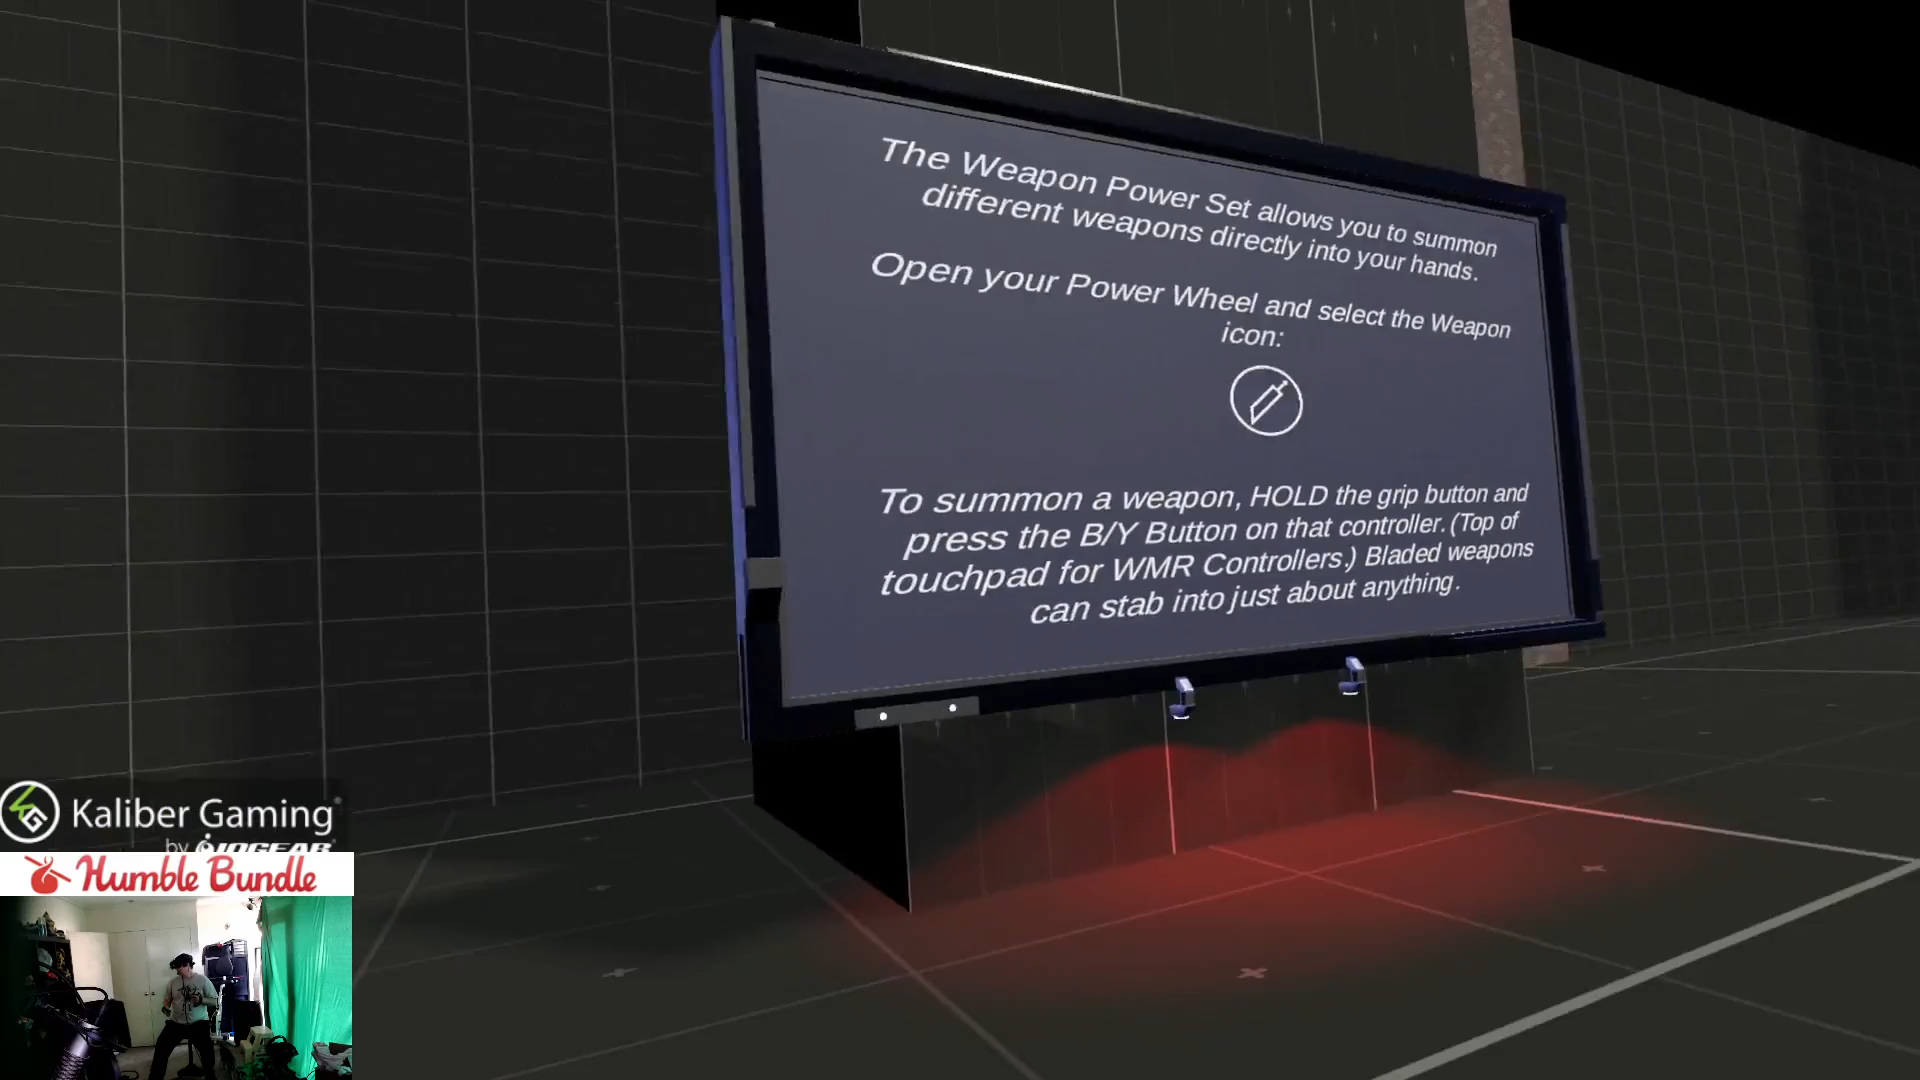 The Weapon Power Set allows you to summon
different weapons directly into your hands.
Open your Power Wheel and select the Weapon
icon:
To summon a weapon, HOLD the grip button and
press the B/Y Button on that controller. (Top of
touchpad for WMR Controllers.) Bladed weapons
can stab into just about anything.
Kaliber Gaming
by IOGEAR
Humble Bundle